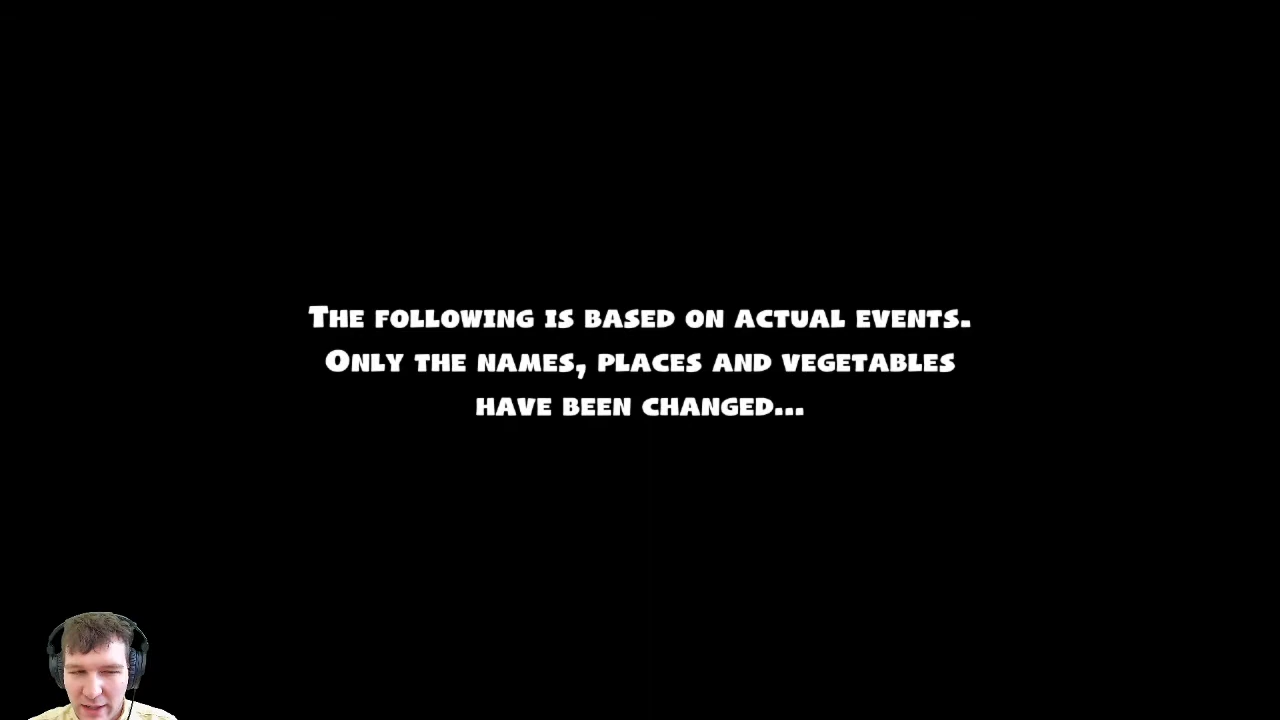 The following is based on actual events.
Only the names, places and vegetables
have been changed...